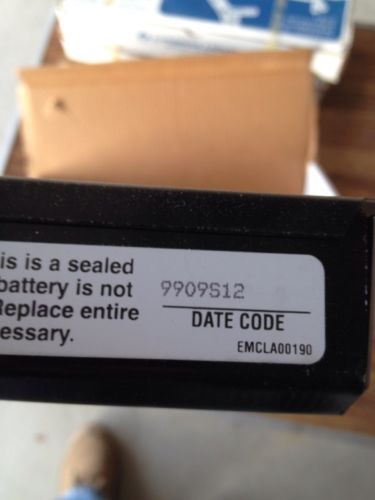 is is a sealed
battery is not
Replace entire
essary.
9909S12
DATE CODE
EMCLA00190